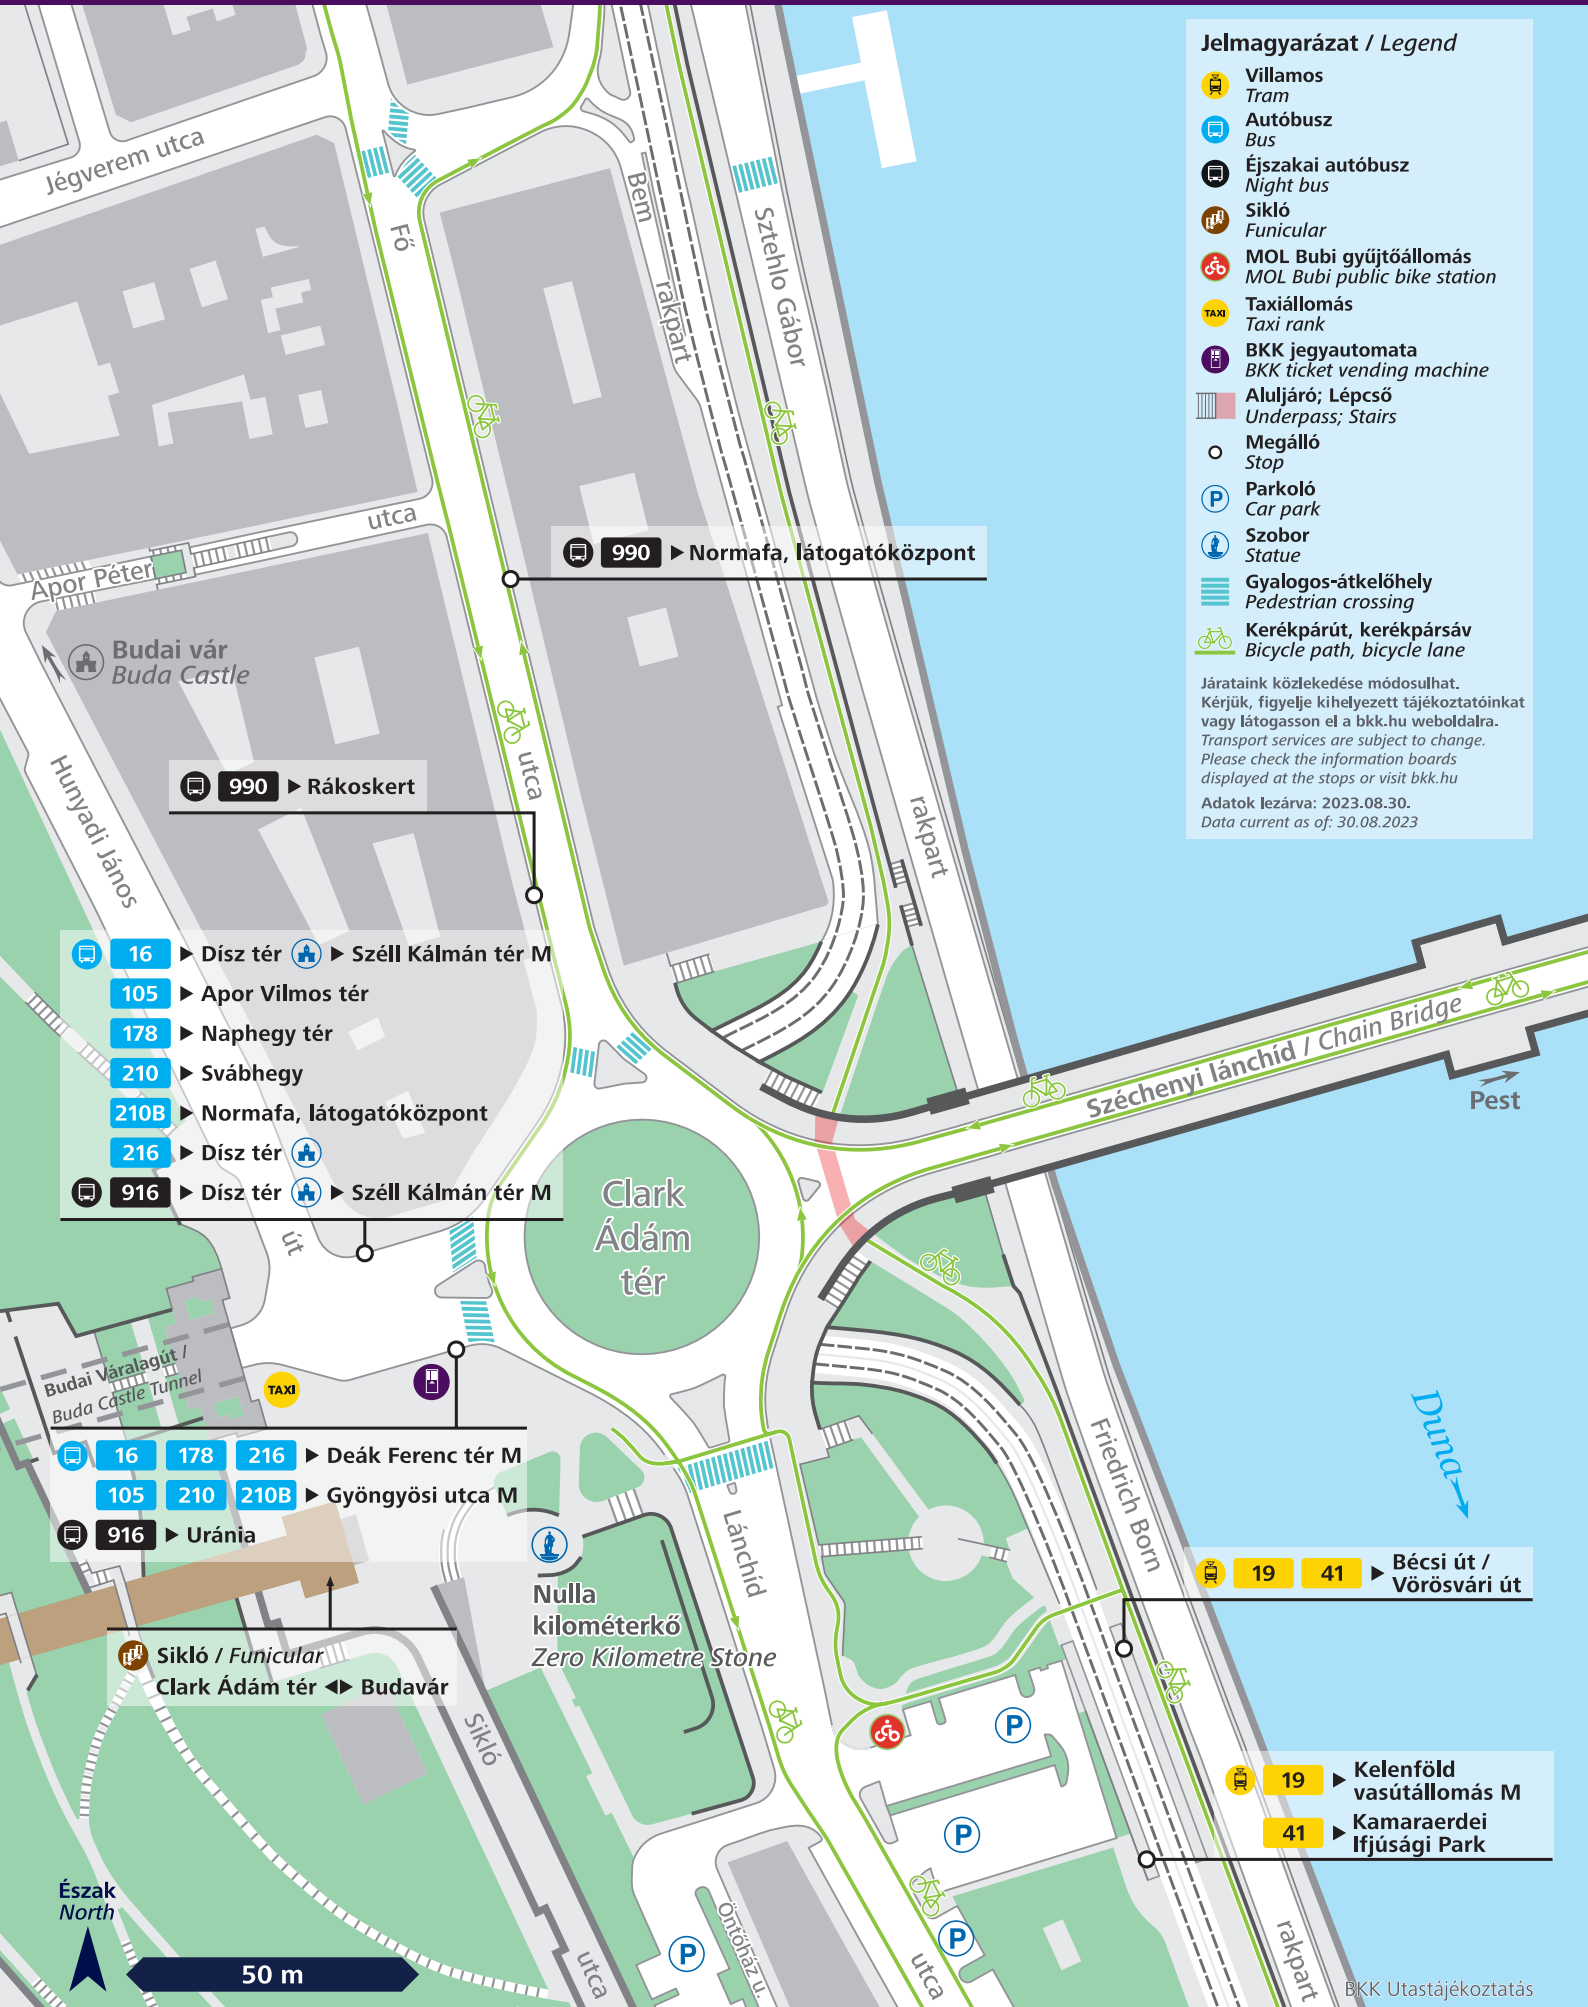 Jelmagyarázat / Legend
Villamos
Tram
Autóbusz
Bus
Éjszakai autóbusz
Night bus
Sikló
Funicular
MOL Bubi gyűjtőállomás
MOL Bubi public bike station
TAXI
Taxiállomás
Taxi rank
BKK jegyautomata
BKK ticket vending machine
Aluljáró; Lépcső
Underpass; Stairs
Megálló
Stop
P
Parkoló
Car park
Szobor
Statue
Gyalogos-átkelőhely
Pedestrian crossing
Kerékpárút, kerékpársáv
Bicycle path, bicycle lane
Járataink közlekedése módosulhat.
Kérjük, figyelje kihelyezett tájékoztatóinkat
vagy látogasson el a bkk.hu weboldalra.
Transport services are subject to change.
Please check the information boards
displayed at the stops or visit bkk.hu
Adatok lezárva: 2023.08.30.
Data current as of: 30.08.2023
Jégverem utca
Fő
Bem
rakpart
Sztehlo Gábor
utca
Apor Péter
990 ▶ Normafa, látogatóközpont
Budai vár
Buda Castle
Hunyadi János
utca
990 ▶ Rákoskert
rakpart
16 ▶ Dísz tér ▶ Széll Kálmán tér M
105 ▶ Apor Vilmos tér
178 ▶ Naphegy tér
210 ▶ Svábhegy
210B ▶ Normafa, látogatóközpont
216 ▶ Dísz tér
916 ▶ Dísz tér ▶ Széll Kálmán tér M
Széchenyi lánchíd / Chain Bridge
Pest
Clark
Ádám
tér
út
Budai Váralagút /
Buda Castle Tunnel
TAXI
16 178 216 ▶ Deák Ferenc tér M
105 210 210B ▶ Gyöngyösi utca M
916 ▶ Uránia
Lánchíd
Friedrich Born
Duna
Nulla
kilométerkő
Zero Kilometre Stone
19 41 ▶ Bécsi út /
Vörösvári út
Sikló / Funicular
Clark Ádám tér ◀▶ Budavár
Sikló
P
19 ▶ Kelenföld
vasútállomás M
41 ▶ Kamaraerdei
Ifjúsági Park
P
Észak
North
50 m
utca
P
Öntőház u.
utca
P
rakpart
BKK Utastájékoztatás